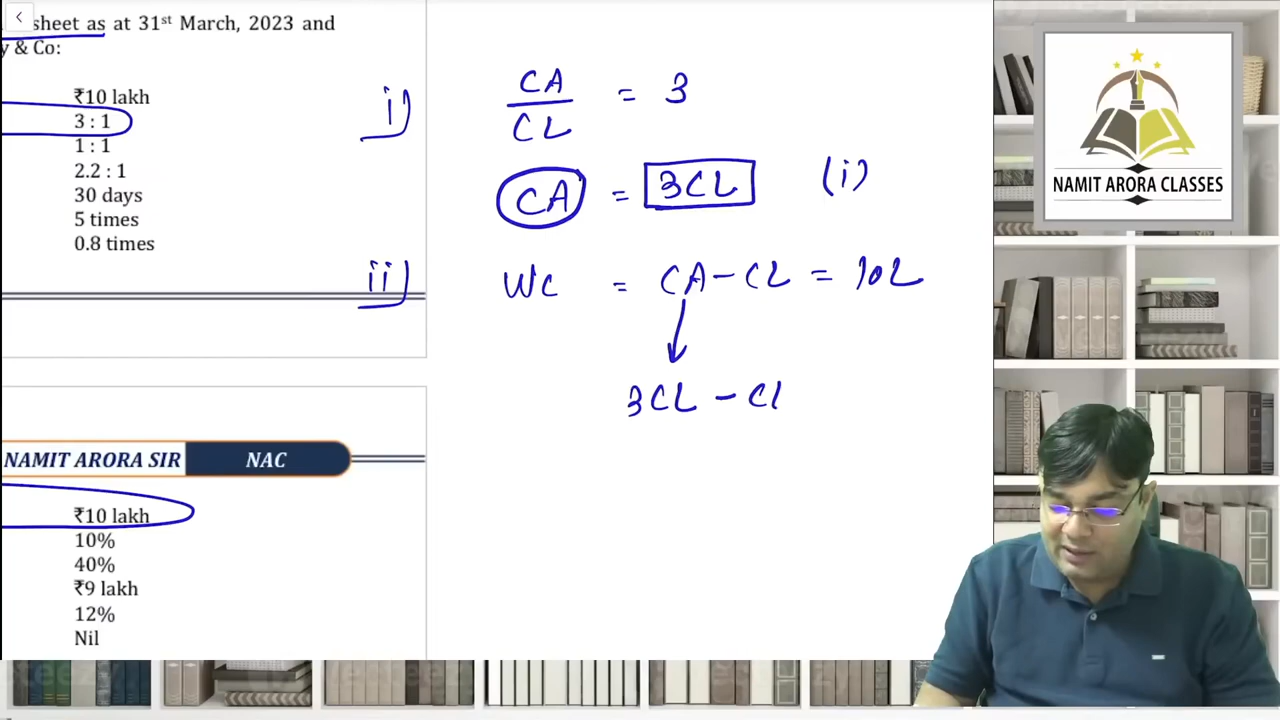 sheet as at 31st March, 2023 and
y & Co:
₹10 lakh
3 : 1
1 : 1
2.2 : 1
30 days
5 times
0.8 times
NAMIT ARORA SIR NAC
₹10 lakh
10%
40%
₹9 lakh
12%
Nil
i) CA/CL = 3
CA = 3CL (i)
ii) WC = CA - CL = 10L
3CL - CL
NAMIT ARORA CLASSES